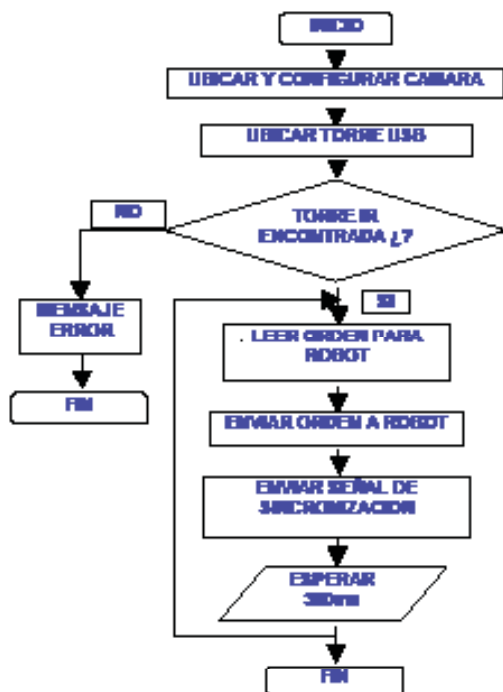 INICIO
UBICAR Y CONFIGURAR CAMARA
UBICAR TORRE USB
TORRE IR
ENCONTRADA ¿?
NO
SI
MENSAJE
ERROR
FIN
LEER ORDEN PARA
ROBOT
ENVIAR ORDEN A ROBOT
ENVIAR SEÑAL DE
SINCRONIZACION
ESPERAR
FIN